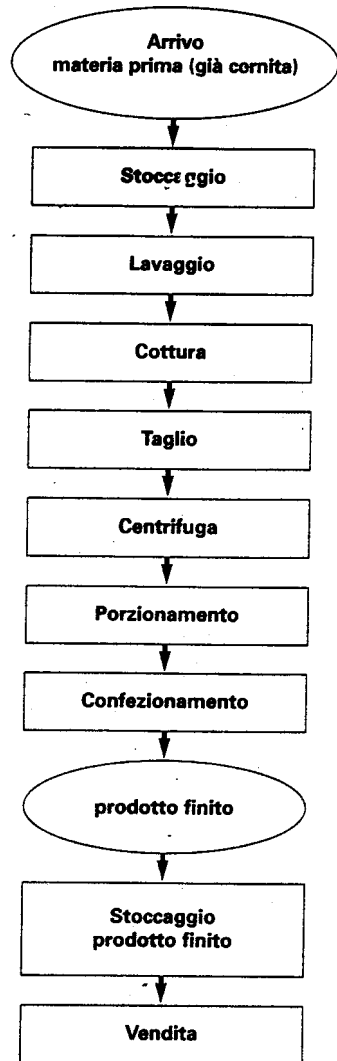 Arrivo
materia prima (già cornita)
Stoccaggio
Lavaggio
Cottura
Taglio
Centrifuga
Porzionamento
Confezionamento
prodotto finito
Stoccaggio
prodotto finito
Vendita